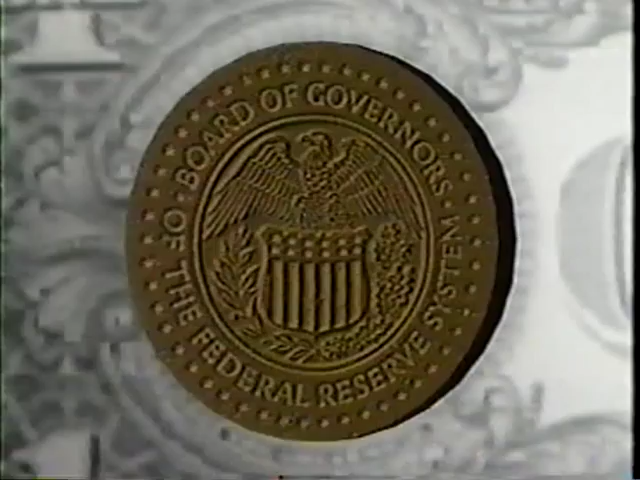 BOARD OF GOVERNORS
OF THE FEDERAL RESERVE SYSTEM